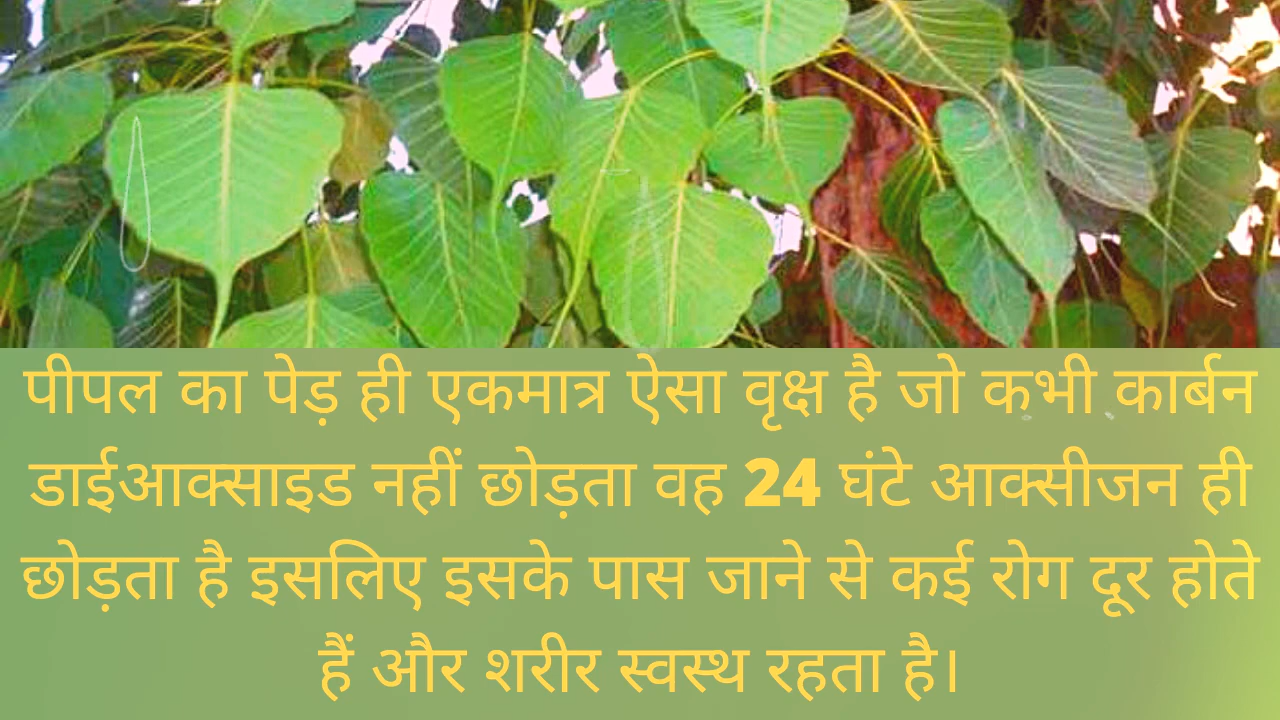 पीपल का पेड़ ही एकमात्र ऐसा वृक्ष है जो कभी कार्बन
डाईआक्साइड नहीं छोड़ता वह 24 घंटे आक्सीजन ही
छोड़ता है इसलिए इसके पास जाने से कई रोग दूर होते
हैं और शरीर स्वस्थ रहता है।